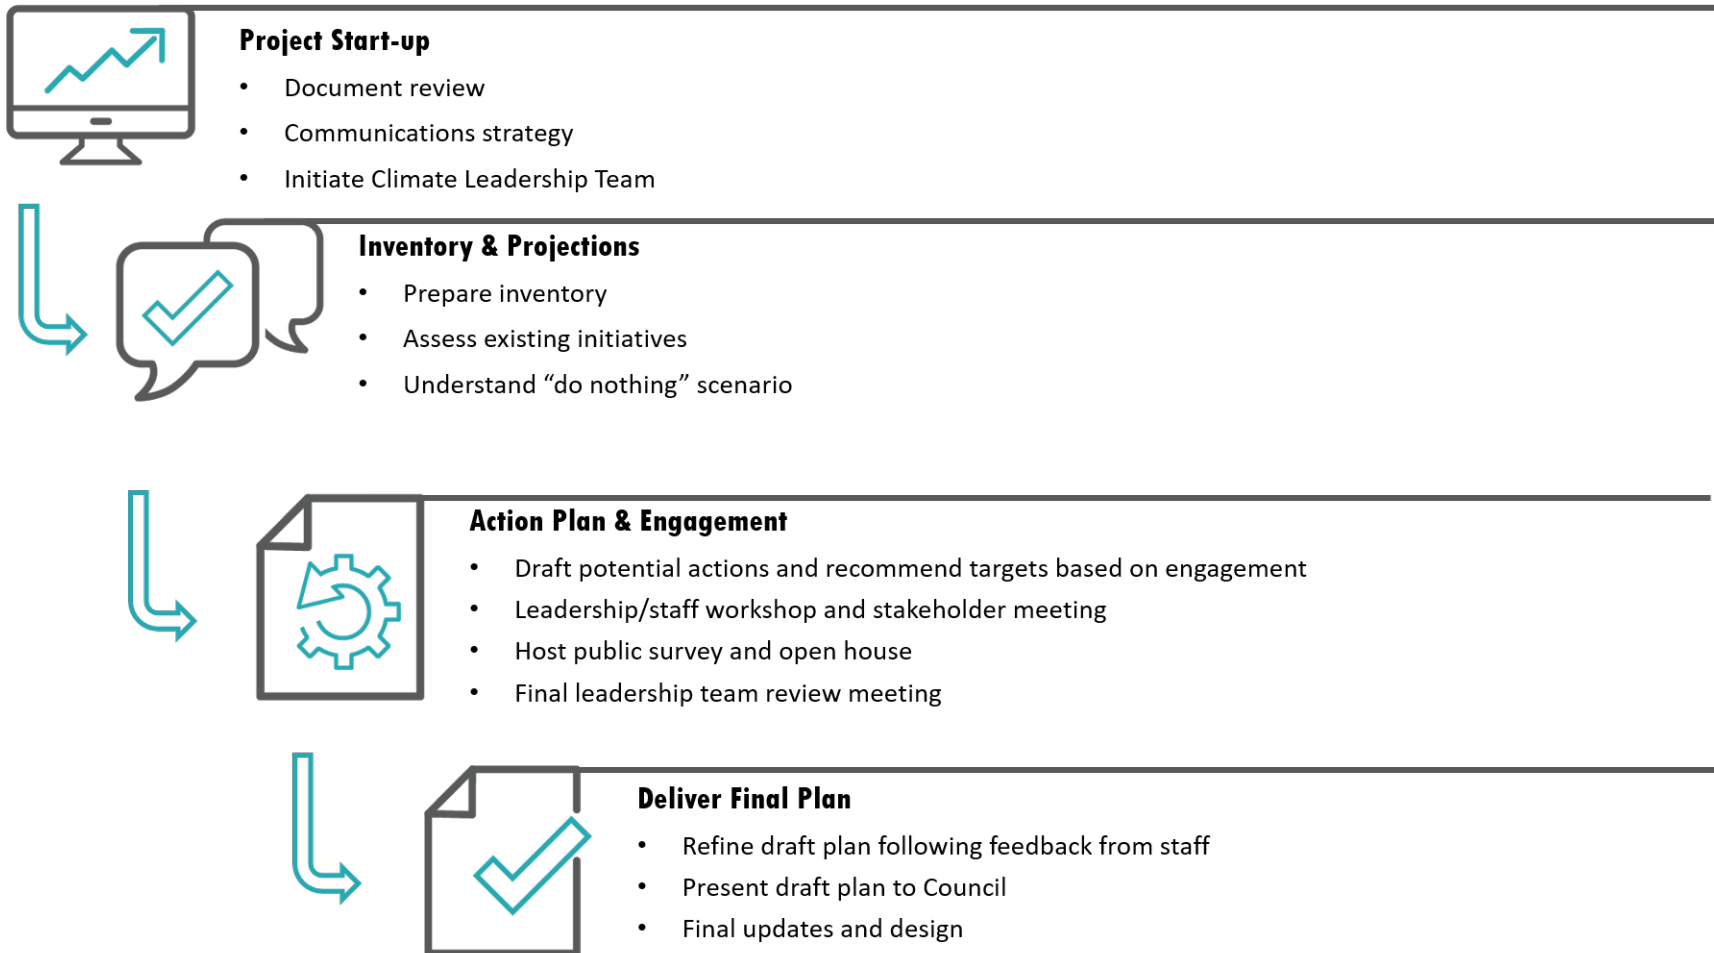 Project Start-up
• Document review
• Communications strategy
• Initiate Climate Leadership Team
Inventory & Projections
• Prepare inventory
• Assess existing initiatives
• Understand “do nothing” scenario
Action Plan & Engagement
• Draft potential actions and recommend targets based on engagement
• Leadership/staff workshop and stakeholder meeting
• Host public survey and open house
• Final leadership team review meeting
Deliver Final Plan
• Refine draft plan following feedback from staff
• Present draft plan to Council
• Final updates and design